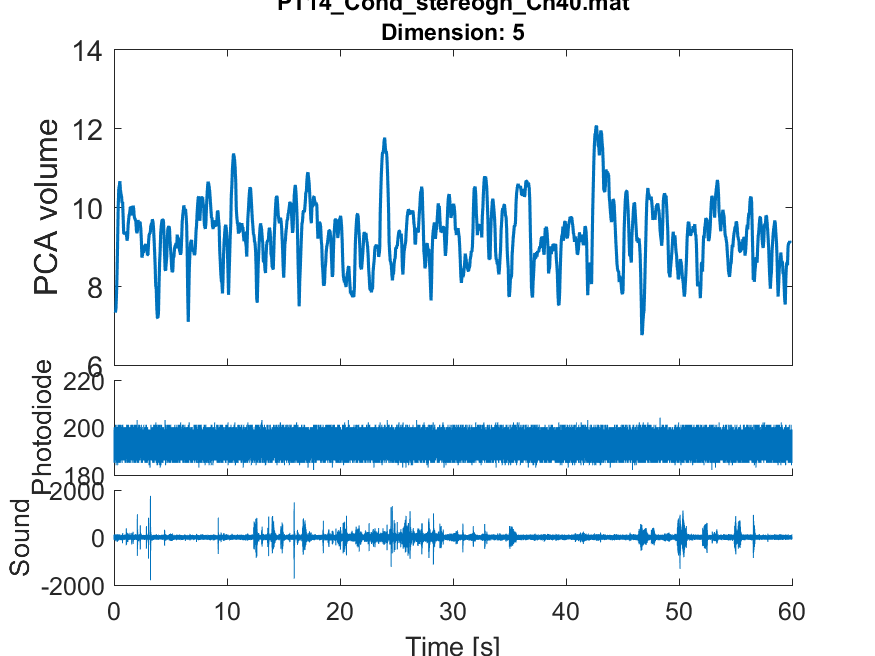 PT14_Cond_stereogn_Ch40.mat
Dimension: 5
14
12
10
8
6
PCA volume
220
200
180
Photodiode
2000
0
-2000
Sound
0 10 20 30 40 50 60
Time [s]